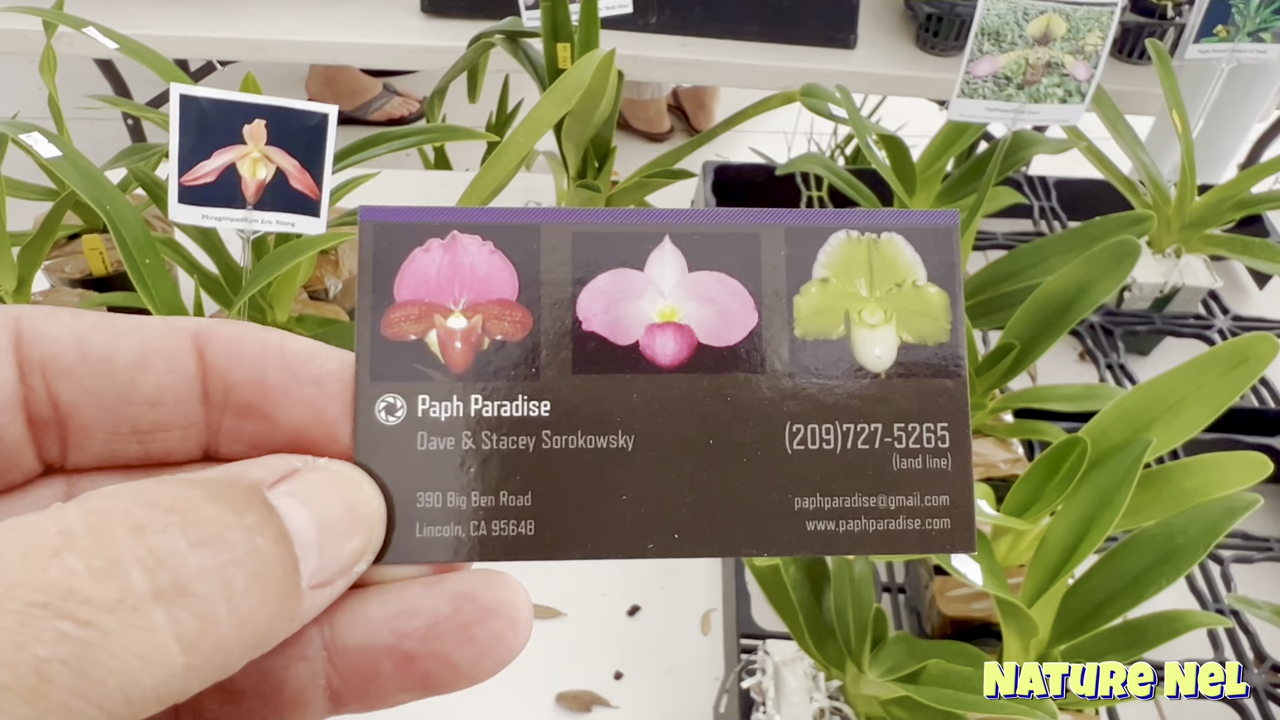 Phragmipedilum Eric Young
Paph Paradise
Dave & Stacey Sorokowsky
(209)727-5265
(land line)
390 Big Ben Road
Lincoln, CA 95648
paphparadise@gmail.com
www.paphparadise.com
NATURE NEL